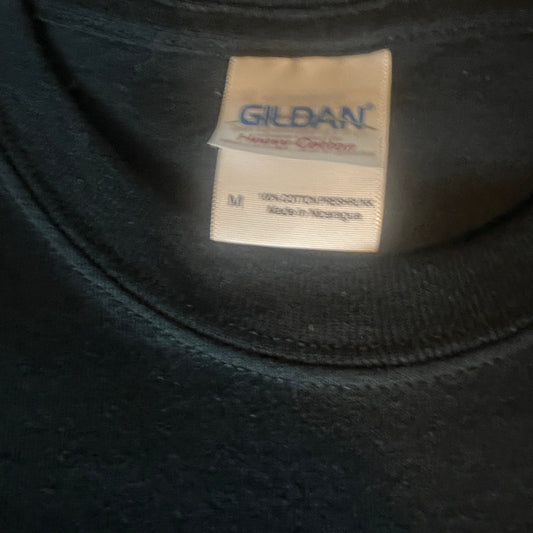 GILDAN®
Heavy Cotton
M
100% COTTON PRESHRUNK
Made in Nicaragua